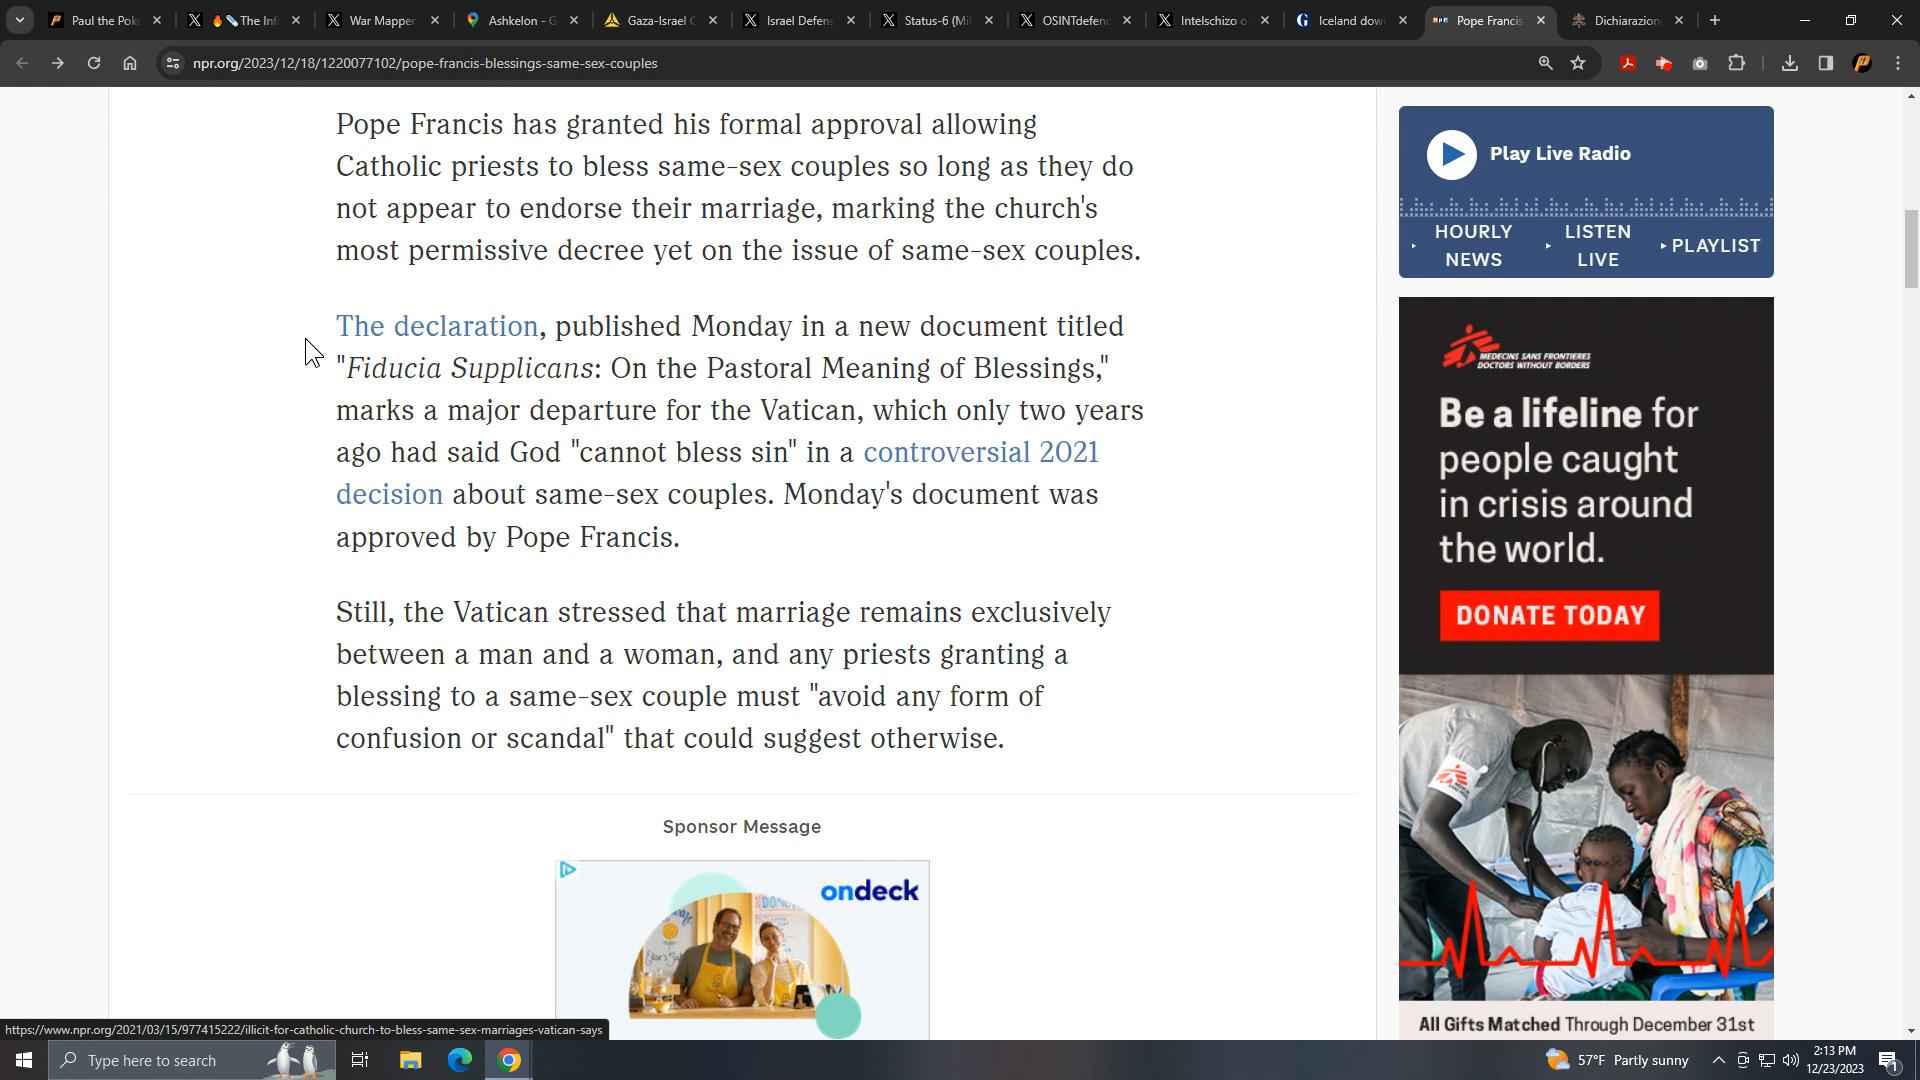 Paul the Pok
The Inf
War Mapper
Ashkelon - G
Gaza-Israel C
Israel Defens
Status-6 (Mil
OSINTdefend
Intelschizo o
Iceland dow
Pope Francis
Dichiarazion
npr.org/2023/12/18/1220077102/pope-francis-blessings-same-sex-couples
Pope Francis has granted his formal approval allowing
Catholic priests to bless same-sex couples so long as they do
not appear to endorse their marriage, marking the church's
most permissive decree yet on the issue of same-sex couples.
The declaration, published Monday in a new document titled
"Fiducia Supplicans: On the Pastoral Meaning of Blessings,"
marks a major departure for the Vatican, which only two years
ago had said God "cannot bless sin" in a controversial 2021
decision about same-sex couples. Monday's document was
approved by Pope Francis.
Still, the Vatican stressed that marriage remains exclusively
between a man and a woman, and any priests granting a
blessing to a same-sex couple must "avoid any form of
confusion or scandal" that could suggest otherwise.
Sponsor Message
ondeck
Play Live Radio
HOURLY NEWS
LISTEN LIVE
PLAYLIST
MEDECINS SANS FRONTIERES
DOCTORS WITHOUT BORDERS
Be a lifeline for
people caught
in crisis around
the world.
DONATE TODAY
All Gifts Matched Through December 31st
https://www.npr.org/2021/03/15/977415222/illicit-for-catholic-church-to-bless-same-sex-marriages-vatican-says
Type here to search
57°F Partly sunny
2:13 PM
12/23/2023
1